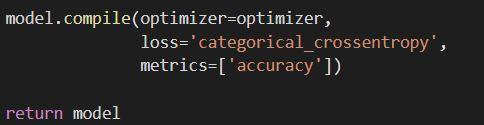 model.compile(optimizer=optimizer,
              loss='categorical_crossentropy',
              metrics=['accuracy'])
return model